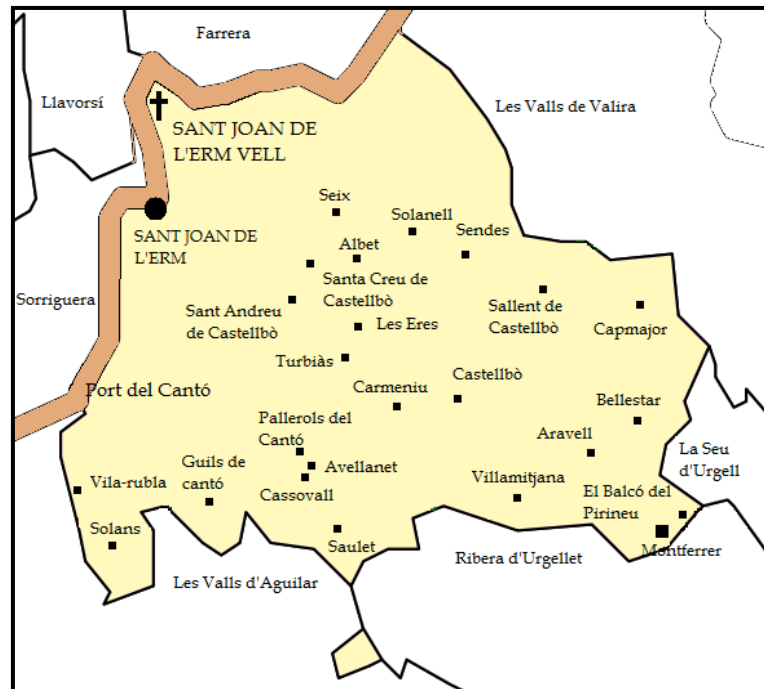 Farrera
Llavorsí
Les Valls de Valira
SANT JOAN DE
L'ERM VELL
Seix
Solanell
SANT JOAN DE
L'ERM
Albet
Sendes
Sorriguera
Santa Creu de
Castellbò
Sant Andreu
de Castellbò
Sallent de
Castellbò
Capmajor
Les Eres
Turbiàs
Port del Cantó
Carmeniu
Castellbò
Bellestar
Pallerols del
Cantó
Aravell
La Seu
d'Urgell
Guils de
cantó
Avellanet
Vila-rubla
Cassovall
Villamitjana
El Balcó del
Pirineu
Solans
Saulet
Montferrer
Ribera d'Urgellet
Les Valls d'Aguilar